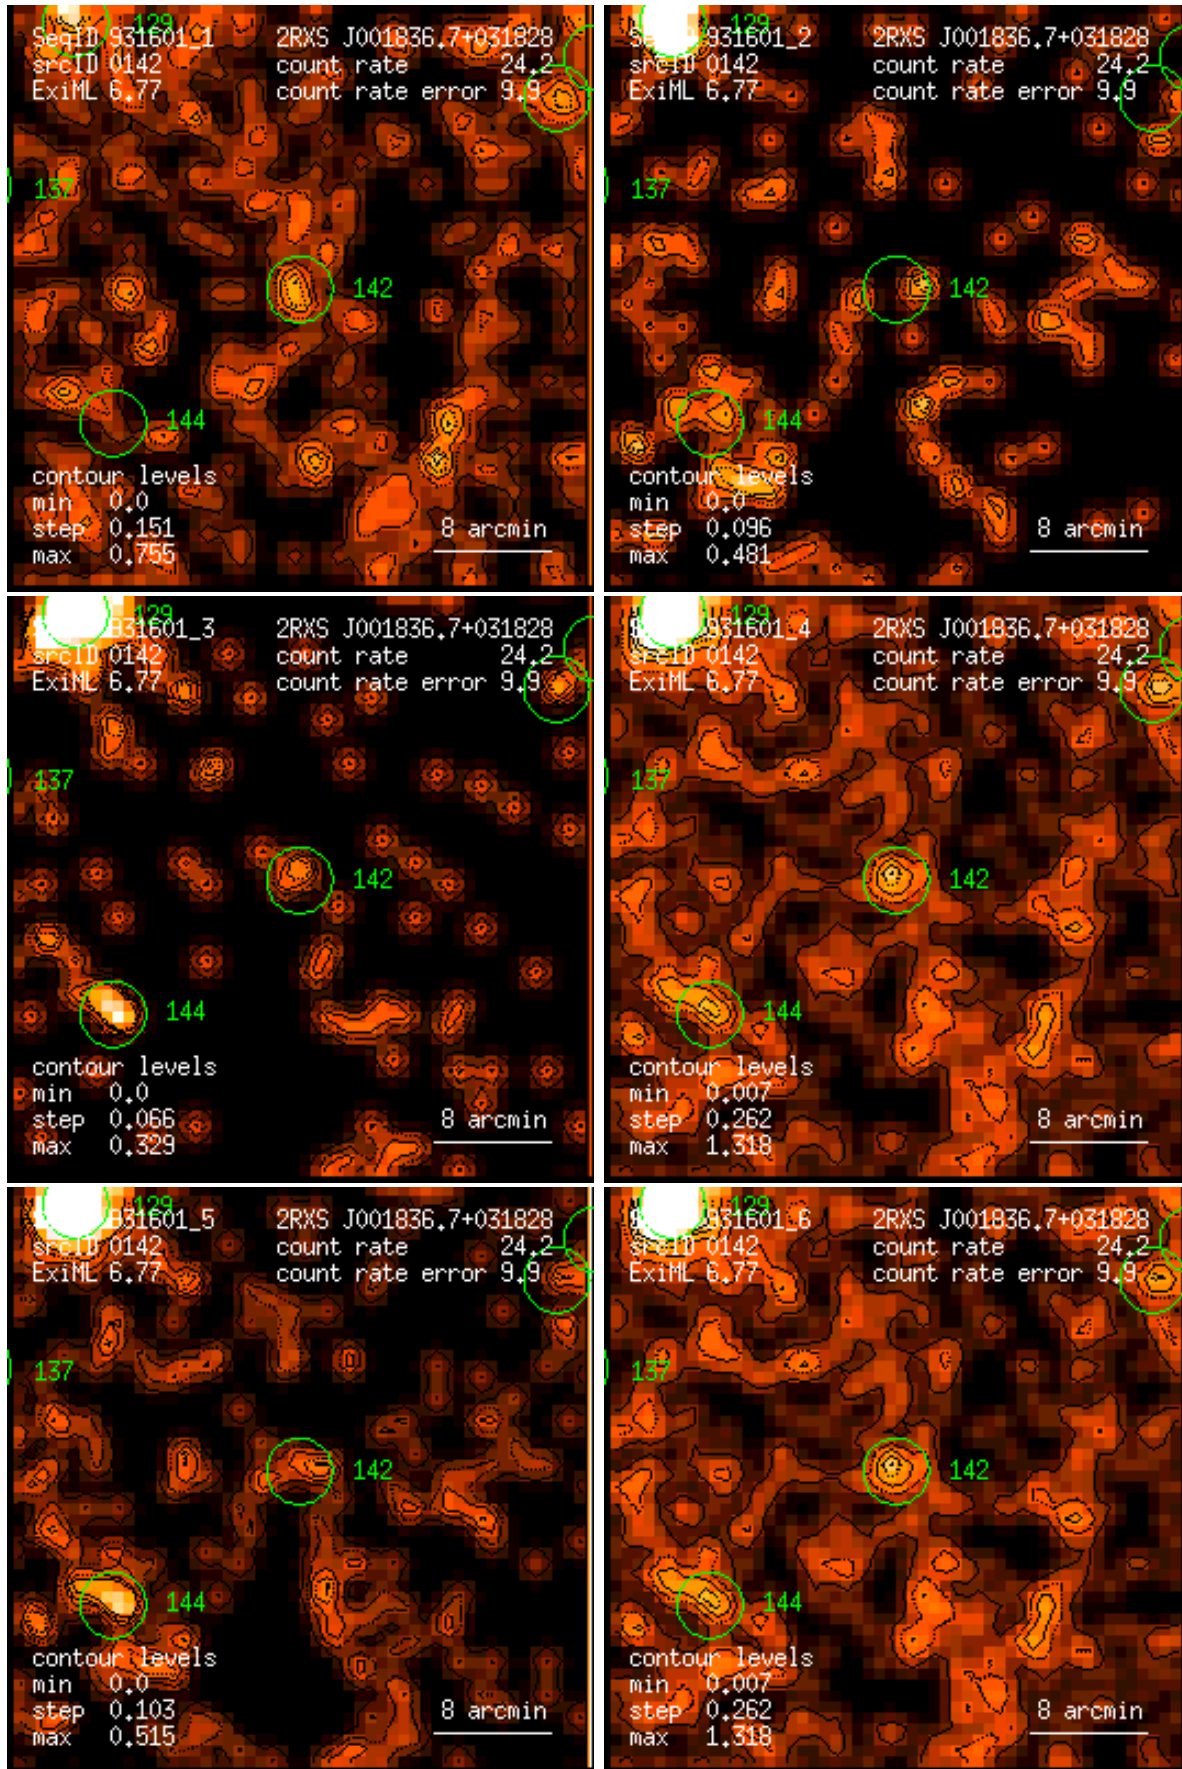 129
SeqID 931601_1 2RXS J001836.7+031828
srcID 0142 count rate 24.2
ExiML 6.77 count rate error 9.9
137
142
144
contour levels
min 0.0
step 0.151 8 arcmin
max 0.755
129
931601_2 2RXS J001836.7+031828
srcID 0142 count rate 24.2
ExiML 6.77 count rate error 9.9
137
142
144
contour levels
min 0.0
step 0.096 8 arcmin
max 0.481
129
931601_3 2RXS J001836.7+031828
srcID 0142 count rate 24.2
ExiML 6.77 count rate error 9.9
137
142
144
contour levels
min 0.0
step 0.066 8 arcmin
max 0.329
129
931601_4 2RXS J001836.7+031828
srcID 0142 count rate 24.2
ExiML 6.77 count rate error 9.9
137
142
144
contour levels
min 0.007
step 0.262 8 arcmin
max 1.318
129
931601_5 2RXS J001836.7+031828
srcID 0142 count rate 24.2
ExiML 6.77 count rate error 9.9
137
142
144
contour levels
min 0.0
step 0.103 8 arcmin
max 0.515
129
931601_6 2RXS J001836.7+031828
srcID 0142 count rate 24.2
ExiML 6.77 count rate error 9.9
137
142
144
contour levels
min 0.007
step 0.262 8 arcmin
max 1.318